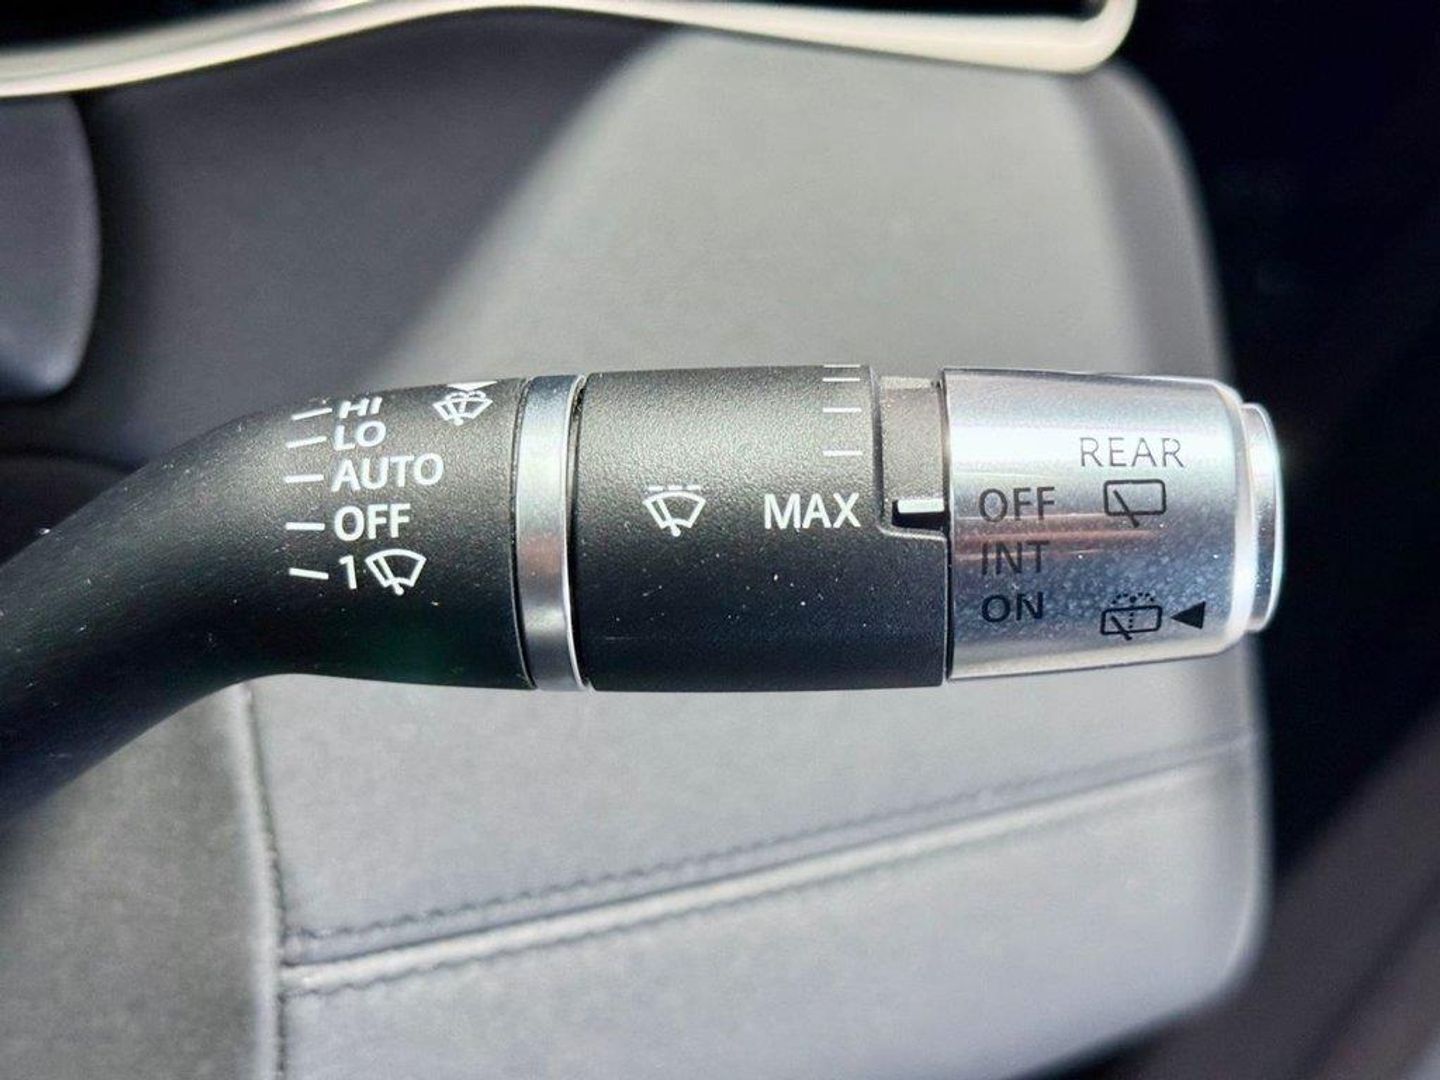 HI
LO
AUTO
OFF
1
MAX
REAR
OFF
INT
ON